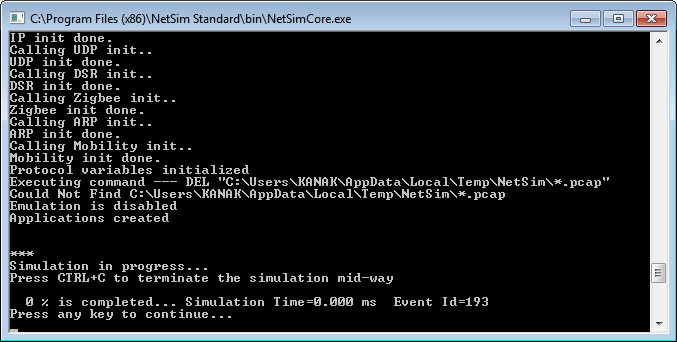 C:\Program Files (x86)\NetSim Standard\bin\NetSimCore.exe
IP init done.
Calling UDP init..
UDP init done.
Calling DSR init..
DSR init done.
Calling Zigbee init..
Zigbee init done.
Calling ARP init..
ARP init done.
Calling Mobility init..
Mobility init done.
Protocol variables initialized
Executing command --- DEL "C:\Users\KANAK\AppData\Local\Temp\NetSim\*.pcap"
Could Not Find C:\Users\KANAK\AppData\Local\Temp\NetSim\*.pcap
Emulation is disabled
Applications created
***
Simulation in progress...
Press CTRL+C to terminate the simulation mid-way
0 % is completed... Simulation Time=0.000 ms  Event Id=193
Press any key to continue...